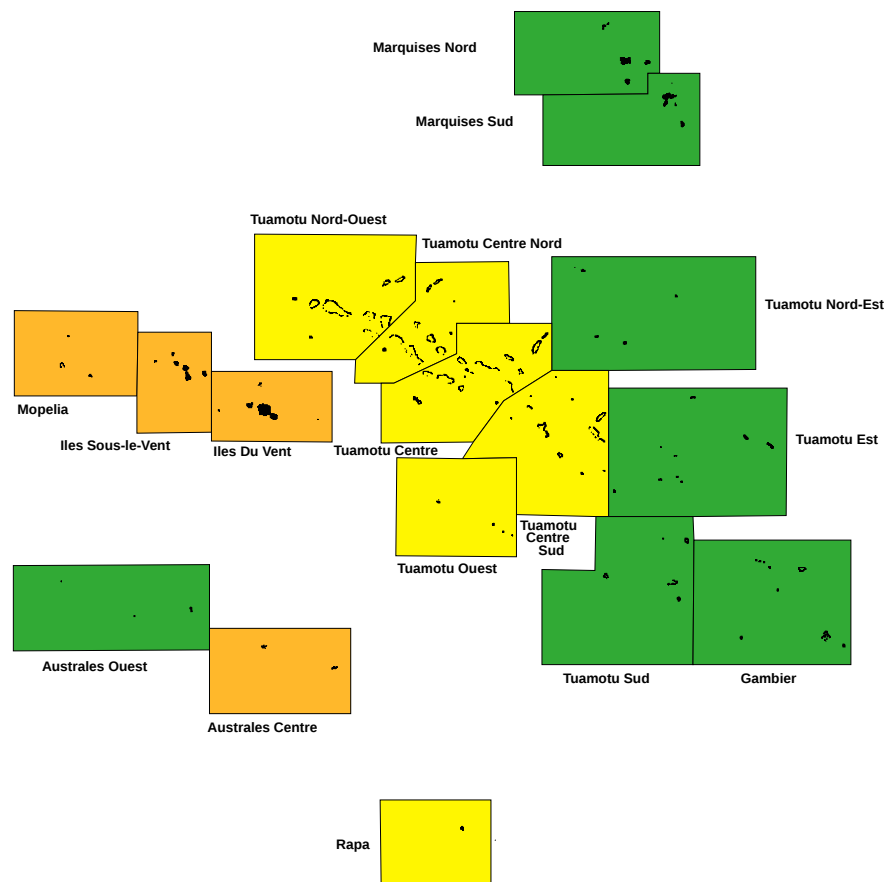 Marquises Nord
Marquises Sud
Tuamotu Nord-Ouest
Tuamotu Centre Nord
Tuamotu Nord-Est
Mopelia
Iles Sous-le-Vent
Iles Du Vent
Tuamotu Centre
Tuamotu Est
Tuamotu
Centre
Sud
Tuamotu Ouest
Australes Ouest
Tuamotu Sud
Gambier
Australes Centre
Rapa